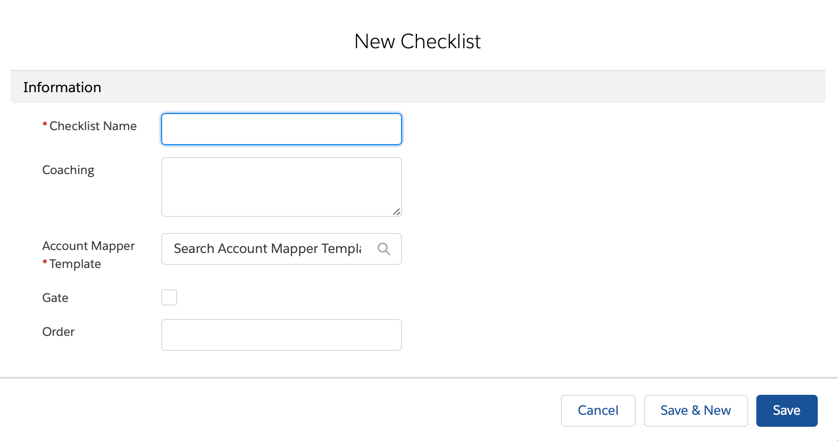 New Checklist
Information
* Checklist Name
Coaching
Account Mapper
* Template
Search Account Mapper Templa
Gate
Order
Cancel
Save & New
Save